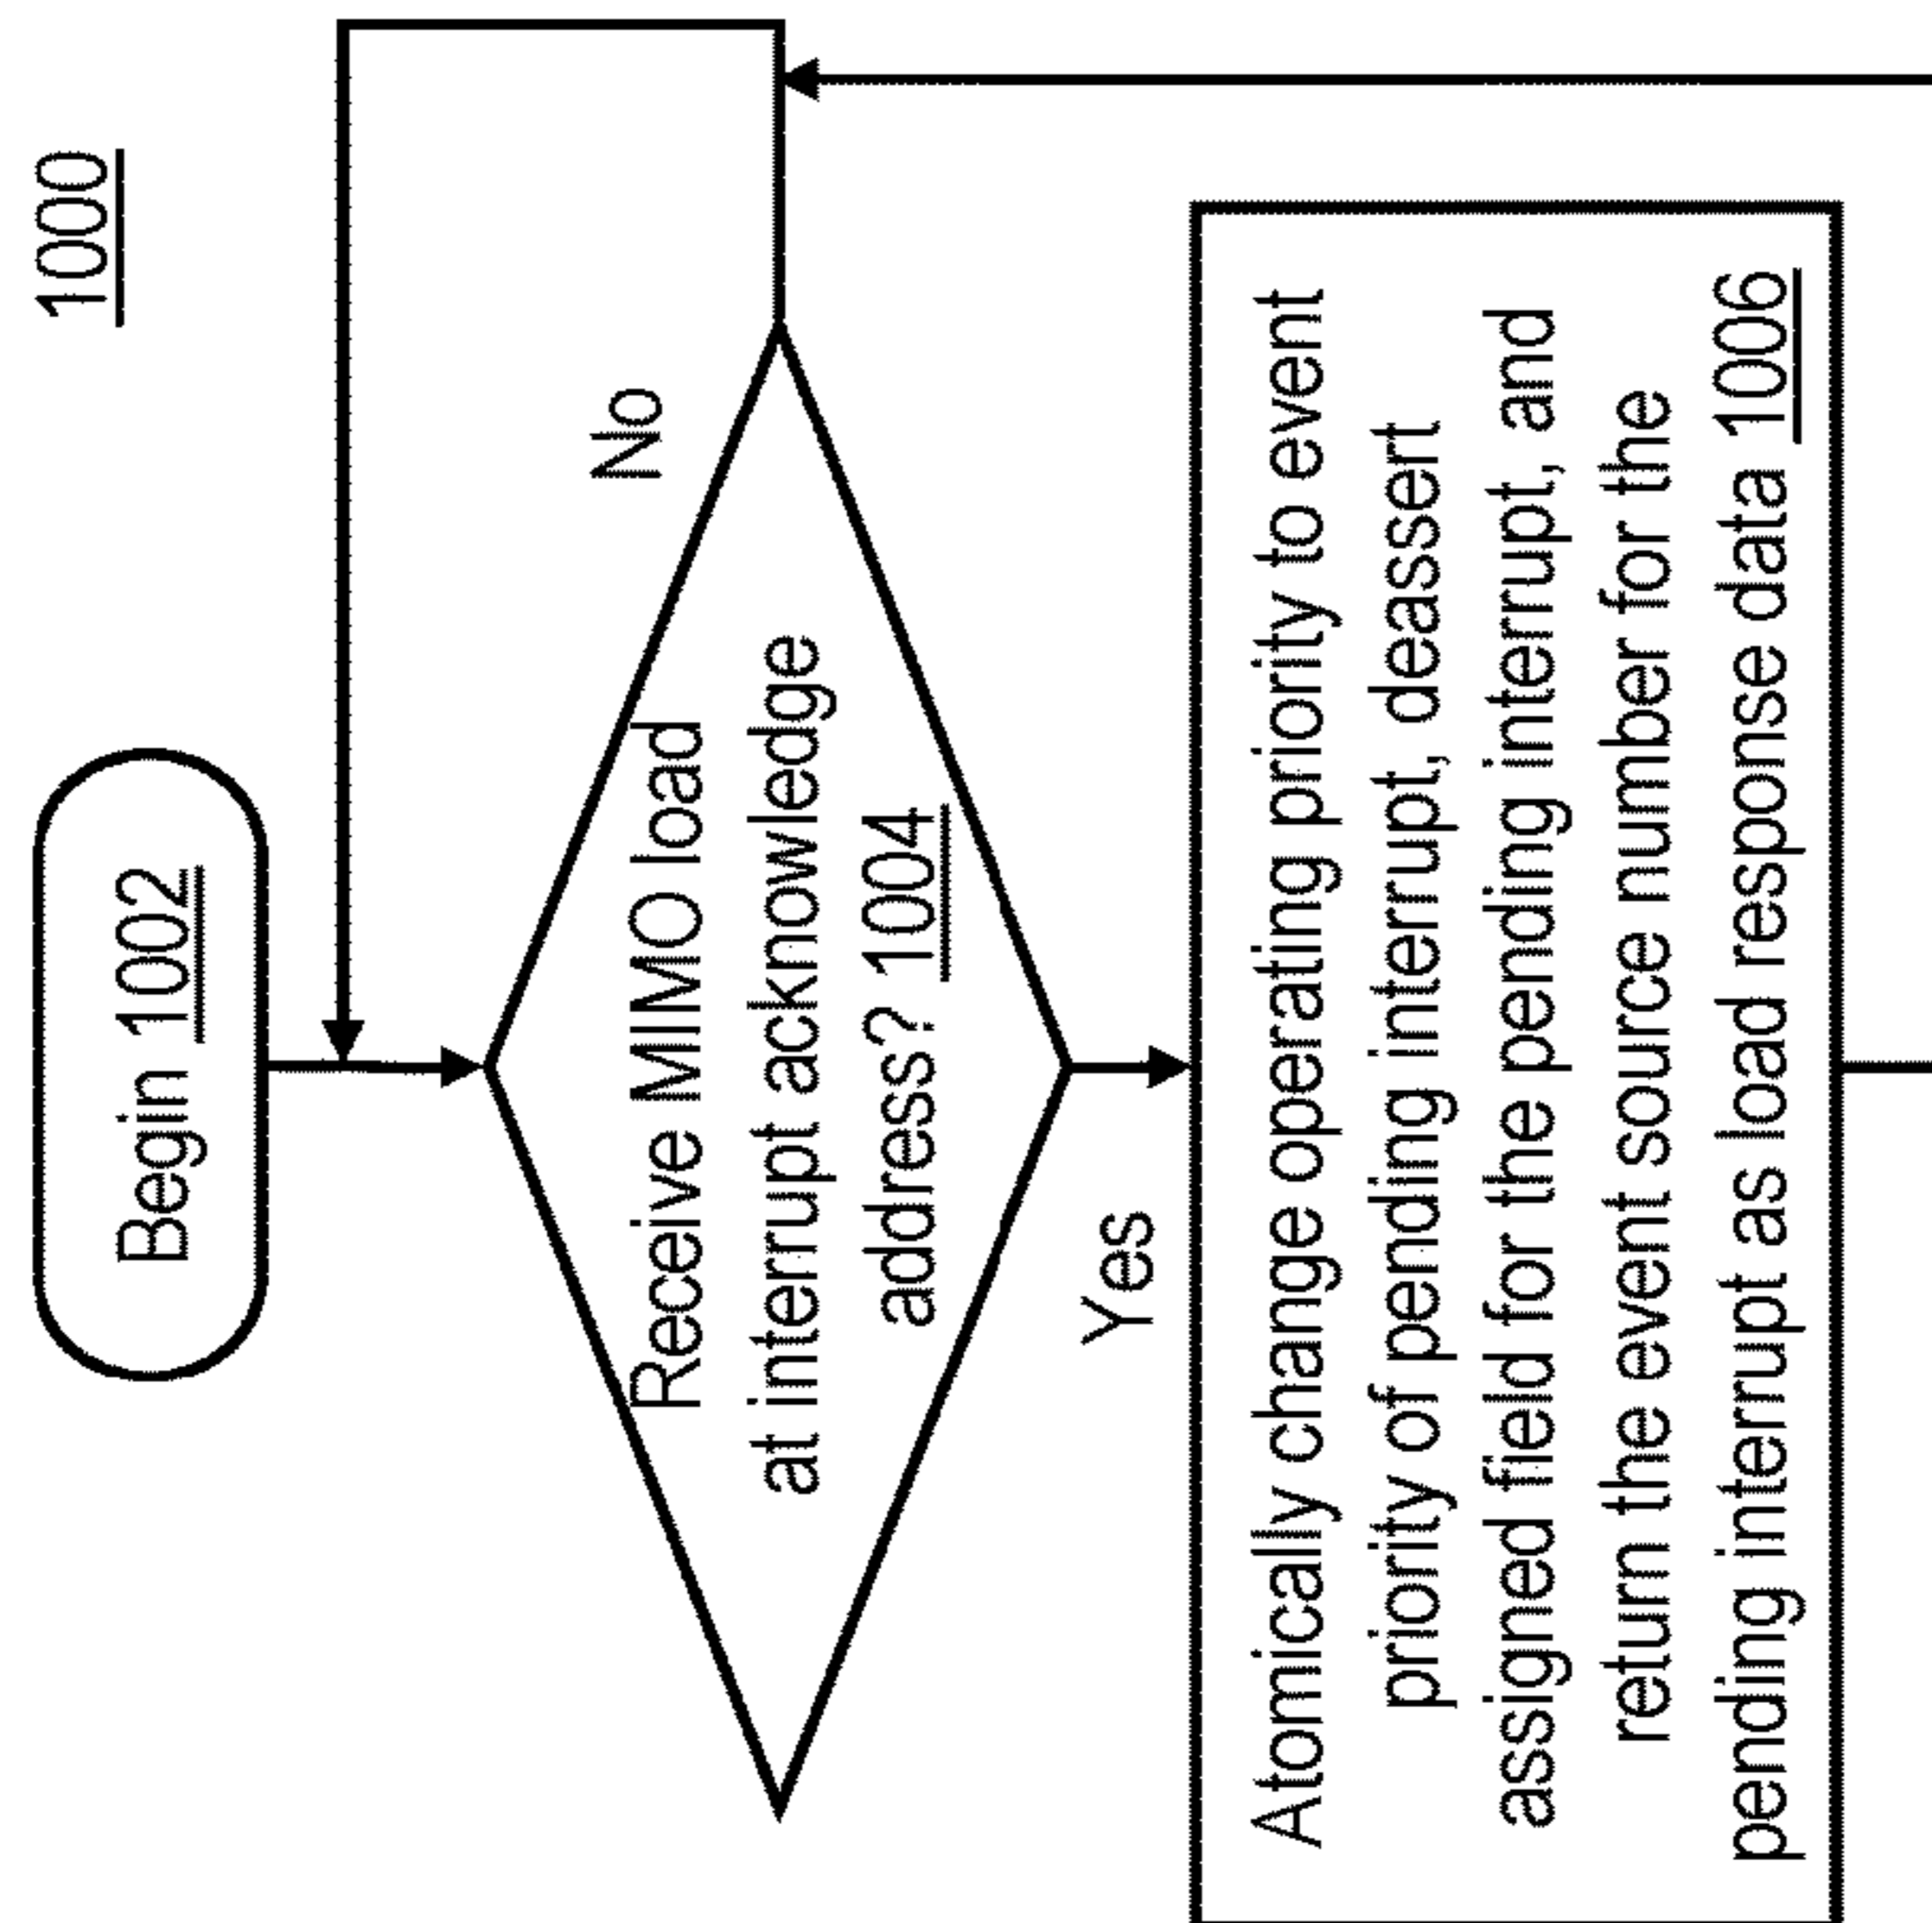 1000
Begin 1002
No
Receive MIMO load
at interrupt acknowledge
address? 1004
Yes
Atomically change operating priority to event
priority of pending interrupt, deassert
assigned field for the pending interrupt, and
return the event source number for the
pending interrupt as load response data 1006